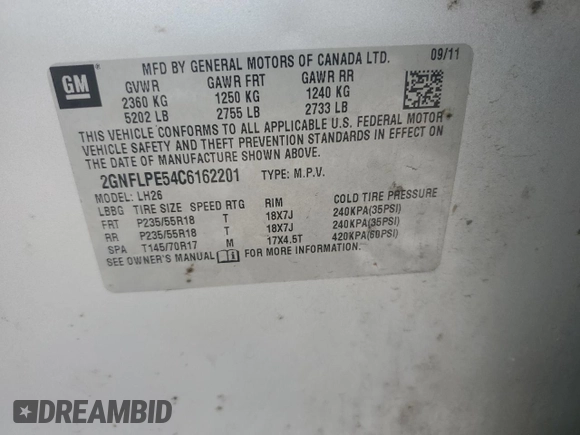 GM
MFD BY GENERAL MOTORS OF CANADA LTD. 09/11
GVWR GAWR FRT GAWR RR
2360 KG 1250 KG 1240 KG
5202 LB 2755 LB 2733 LB
THIS VEHICLE CONFORMS TO ALL APPLICABLE U.S. FEDERAL MOTOR
VEHICLE SAFETY AND THEFT PREVENTION STANDARDS IN EFFECT ON
THE DATE OF MANUFACTURE SHOWN ABOVE.
2GNFLPE54C6162201 TYPE: M.P.V.
MODEL: LH26
LBBG TIRE SIZE SPEED RTG RIM COLD TIRE PRESSURE
FRT P235/55R18 T 18X7J 240KPA(35PSI)
RR P235/55R18 T 18X7J 240KPA(35PSI)
SPA T145/70R17 M 17X4.5T 420KPA(60PSI)
SEE OWNER'S MANUAL FOR MORE INFORMATION.
DREAMBID